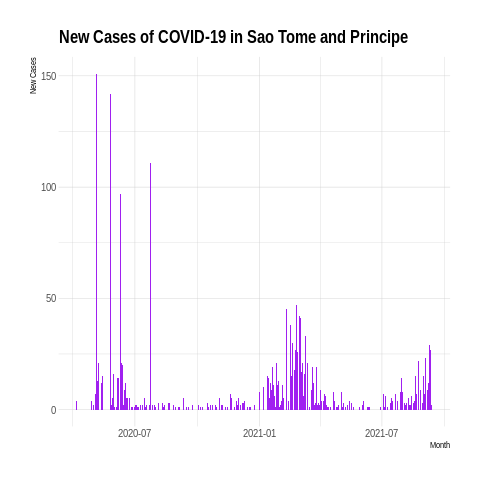 New Cases of COVID-19 in Sao Tome and Principe
New Cases
150
100
50
0
2020-07
2021-01
2021-07
Month